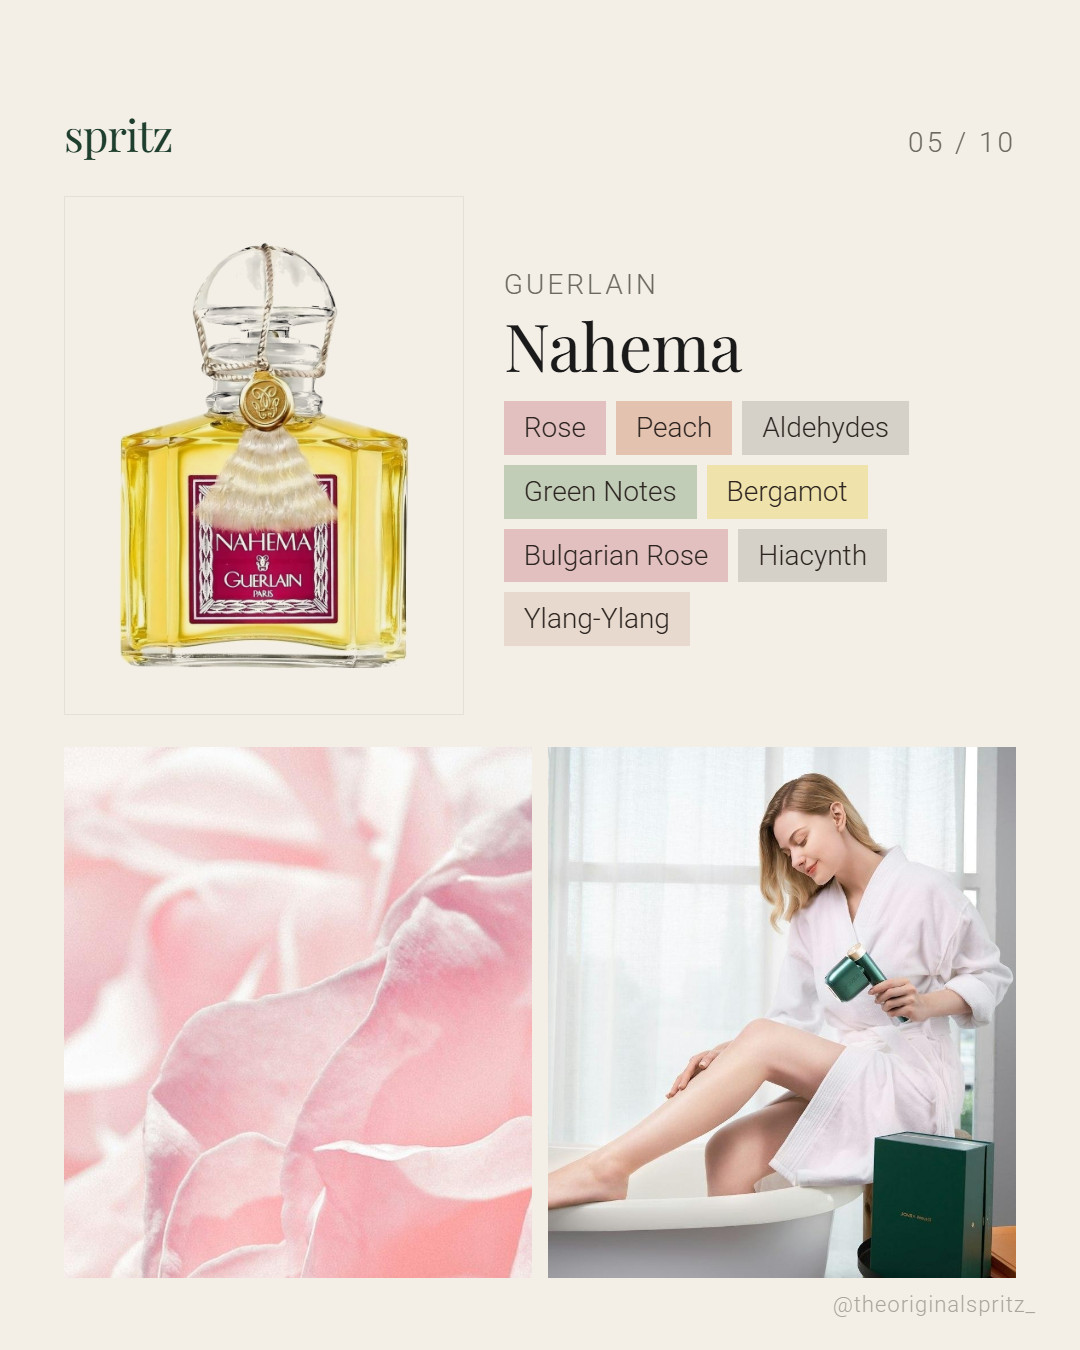 spritz
05 / 10
GUERLAIN
Nahema
Rose
Peach
Aldehydes
Green Notes
Bergamot
Bulgarian Rose
Hiacynth
Ylang-Ylang
NAHEMA
GUERLAIN
PARIS
@theoriginalspritz_